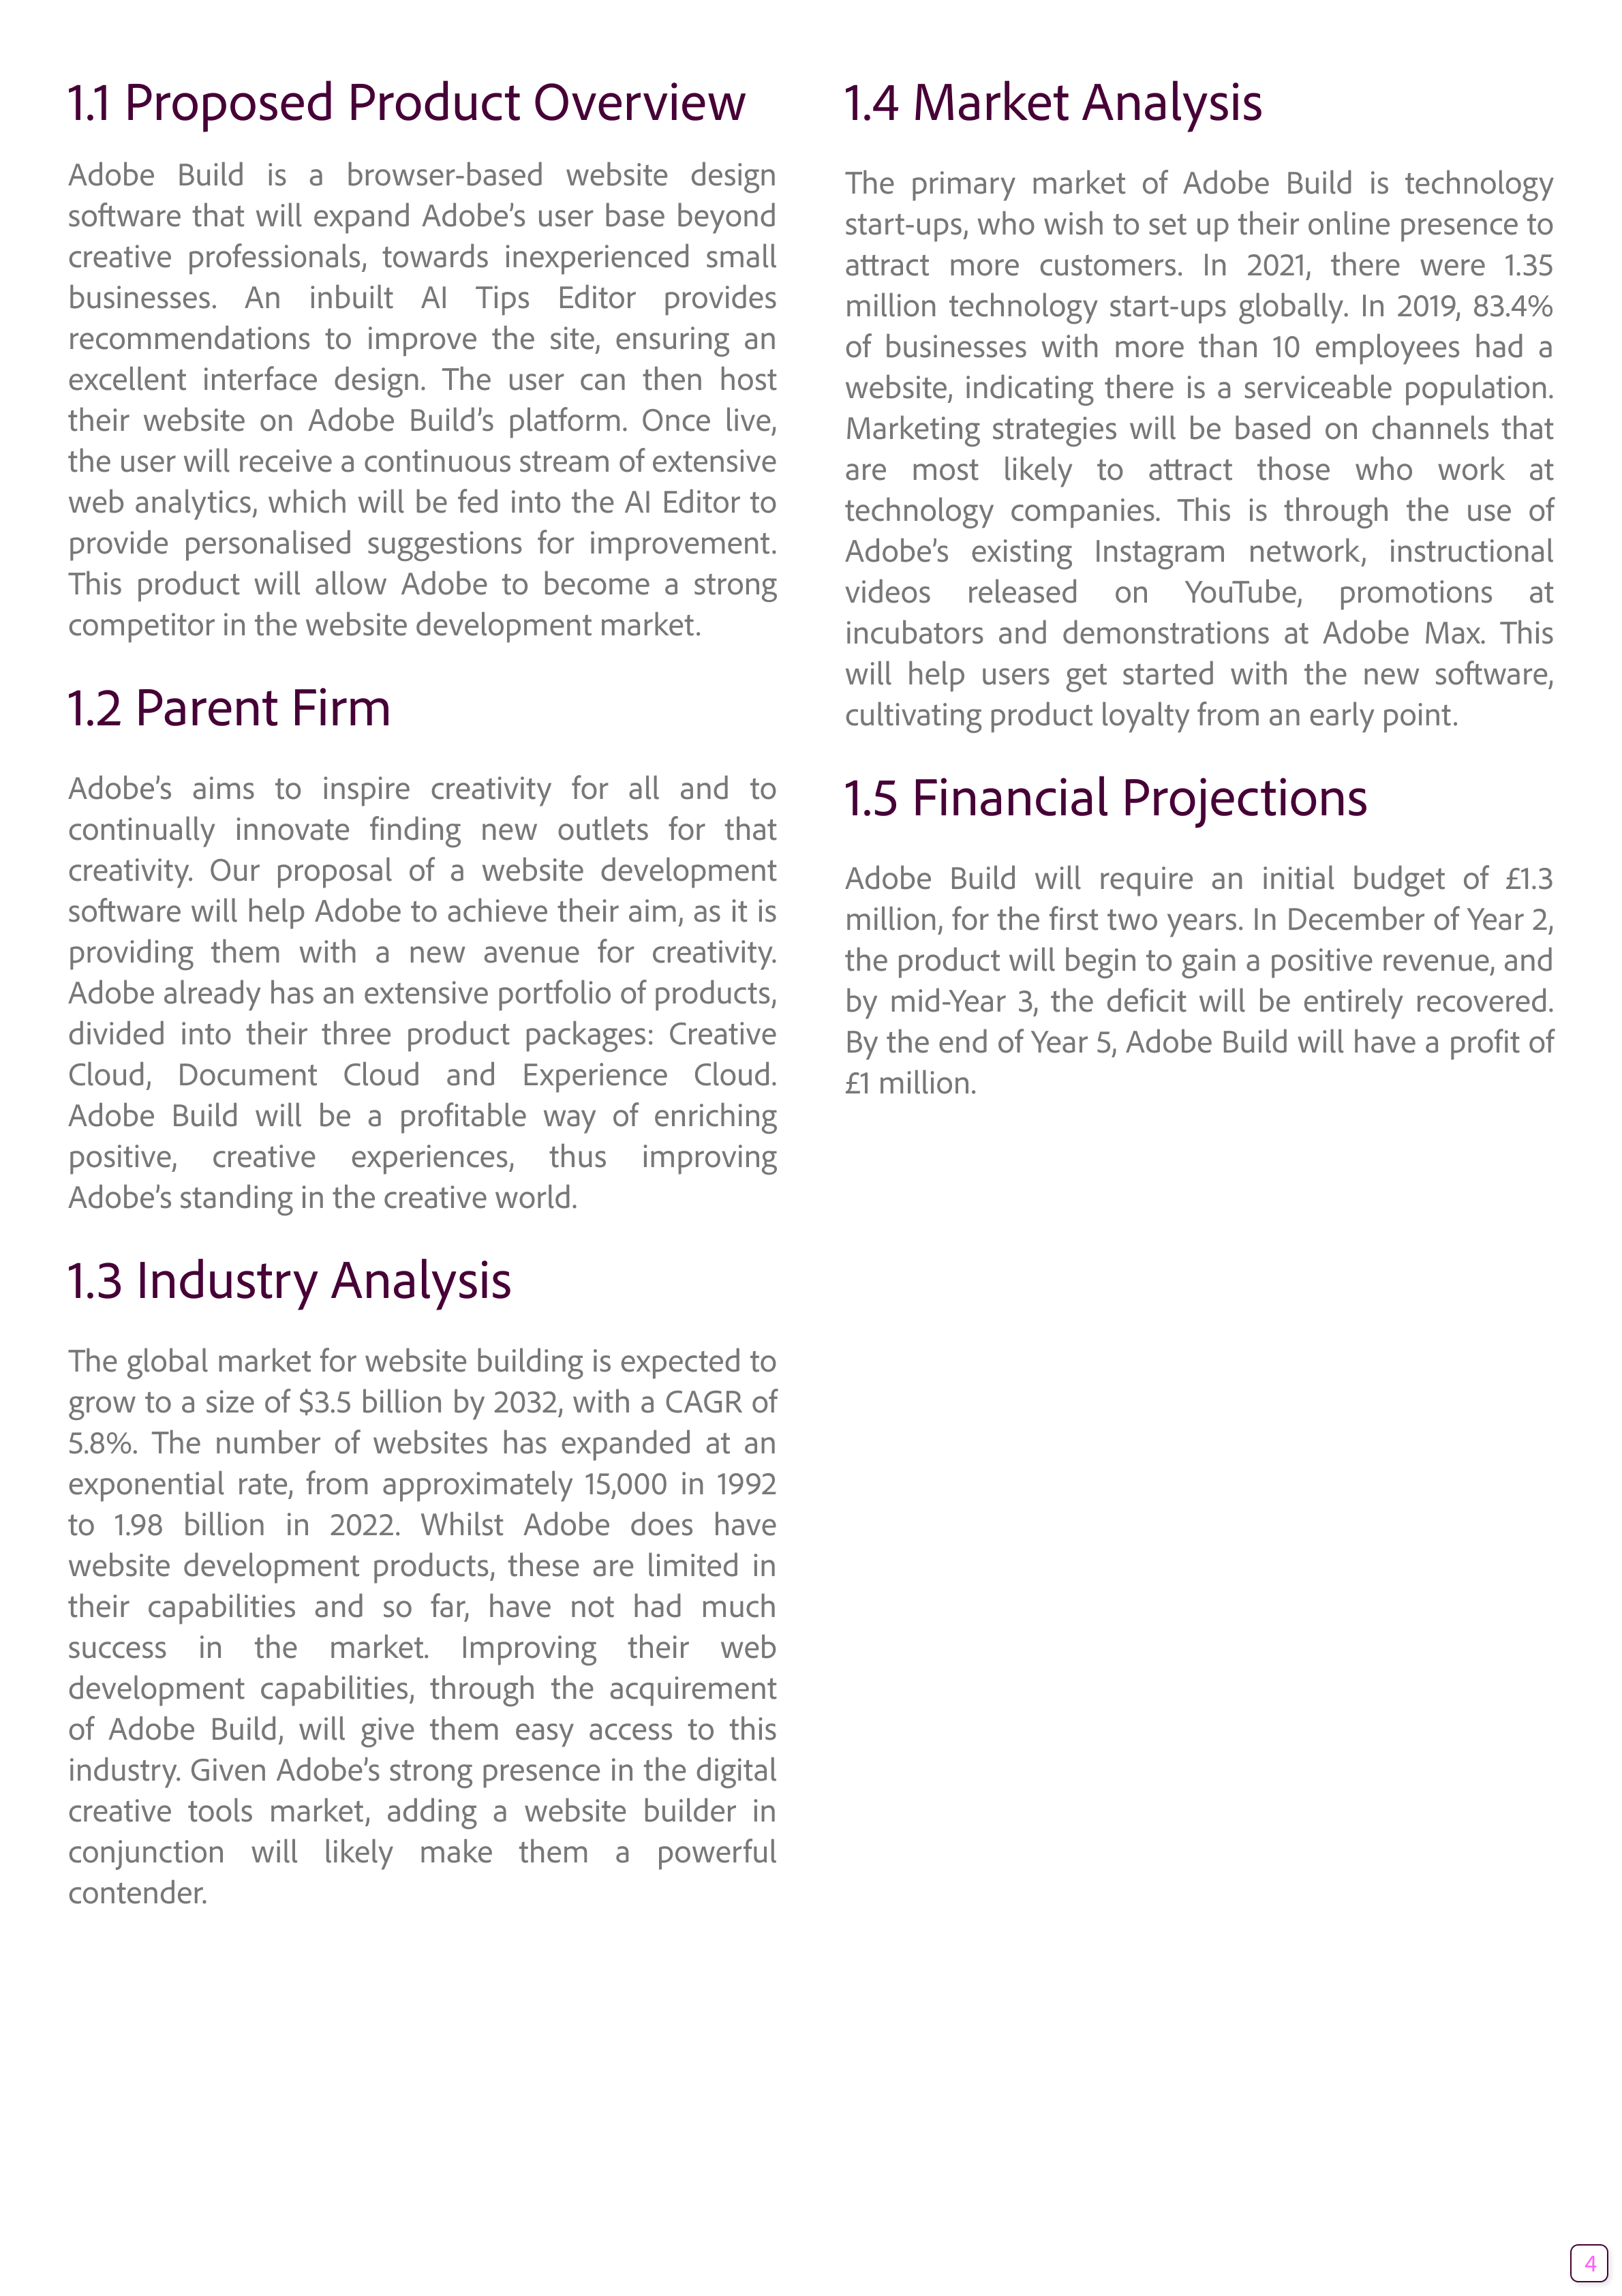 1.1 Proposed Product Overview
Adobe Build is a browser-based website design
software that will expand Adobe’s user base beyond
creative professionals, towards inexperienced small
businesses. An inbuilt AI Tips Editor provides
recommendations to improve the site, ensuring an
excellent interface design. The user can then host
their website on Adobe Build’s platform. Once live,
the user will receive a continuous stream of extensive
web analytics, which will be fed into the AI Editor to
provide personalised suggestions for improvement.
This product will allow Adobe to become a strong
competitor in the website development market.
1.2 Parent Firm
Adobe’s aims to inspire creativity for all and to
continually innovate finding new outlets for that
creativity. Our proposal of a website development
software will help Adobe to achieve their aim, as it is
providing them with a new avenue for creativity.
Adobe already has an extensive portfolio of products,
divided into their three product packages: Creative
Cloud, Document Cloud and Experience Cloud.
Adobe Build will be a profitable way of enriching
positive, creative experiences, thus improving
Adobe’s standing in the creative world.
1.3 Industry Analysis
The global market for website building is expected to
grow to a size of $3.5 billion by 2032, with a CAGR of
5.8%. The number of websites has expanded at an
exponential rate, from approximately 15,000 in 1992
to 1.98 billion in 2022. Whilst Adobe does have
website development products, these are limited in
their capabilities and so far, have not had much
success in the market. Improving their web
development capabilities, through the acquirement
of Adobe Build, will give them easy access to this
industry. Given Adobe’s strong presence in the digital
creative tools market, adding a website builder in
conjunction will likely make them a powerful
contender.
1.4 Market Analysis
The primary market of Adobe Build is technology
start-ups, who wish to set up their online presence to
attract more customers. In 2021, there were 1.35
million technology start-ups globally. In 2019, 83.4%
of businesses with more than 10 employees had a
website, indicating there is a serviceable population.
Marketing strategies will be based on channels that
are most likely to attract those who work at
technology companies. This is through the use of
Adobe’s existing Instagram network, instructional
videos released on YouTube, promotions at
incubators and demonstrations at Adobe Max. This
will help users get started with the new software,
cultivating product loyalty from an early point.
1.5 Financial Projections
Adobe Build will require an initial budget of £1.3
million, for the first two years. In December of Year 2,
the product will begin to gain a positive revenue, and
by mid-Year 3, the deficit will be entirely recovered.
By the end of Year 5, Adobe Build will have a profit of
£1 million.
4